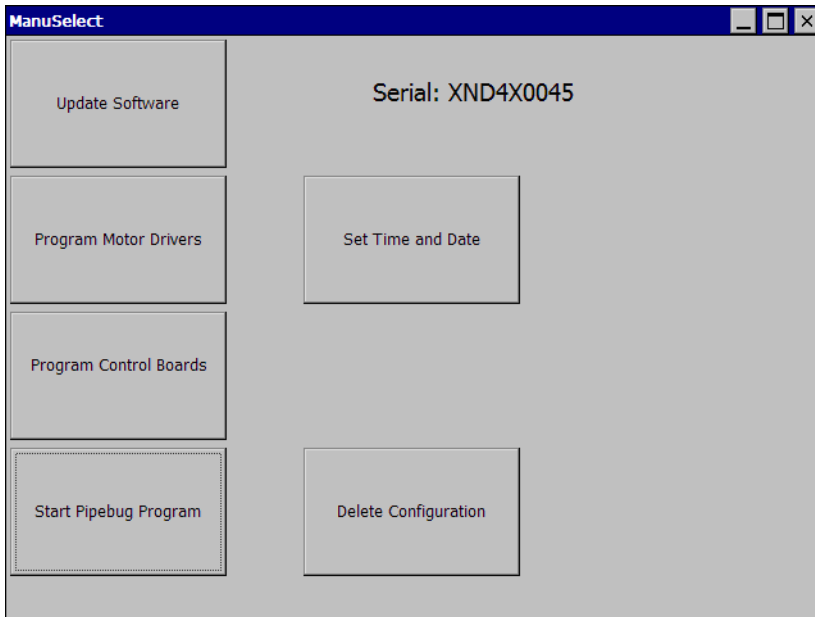 ManuSelect
Update Software
Serial: XND4X0045
Program Motor Drivers
Set Time and Date
Program Control Boards
Start Pipebug Program
Delete Configuration